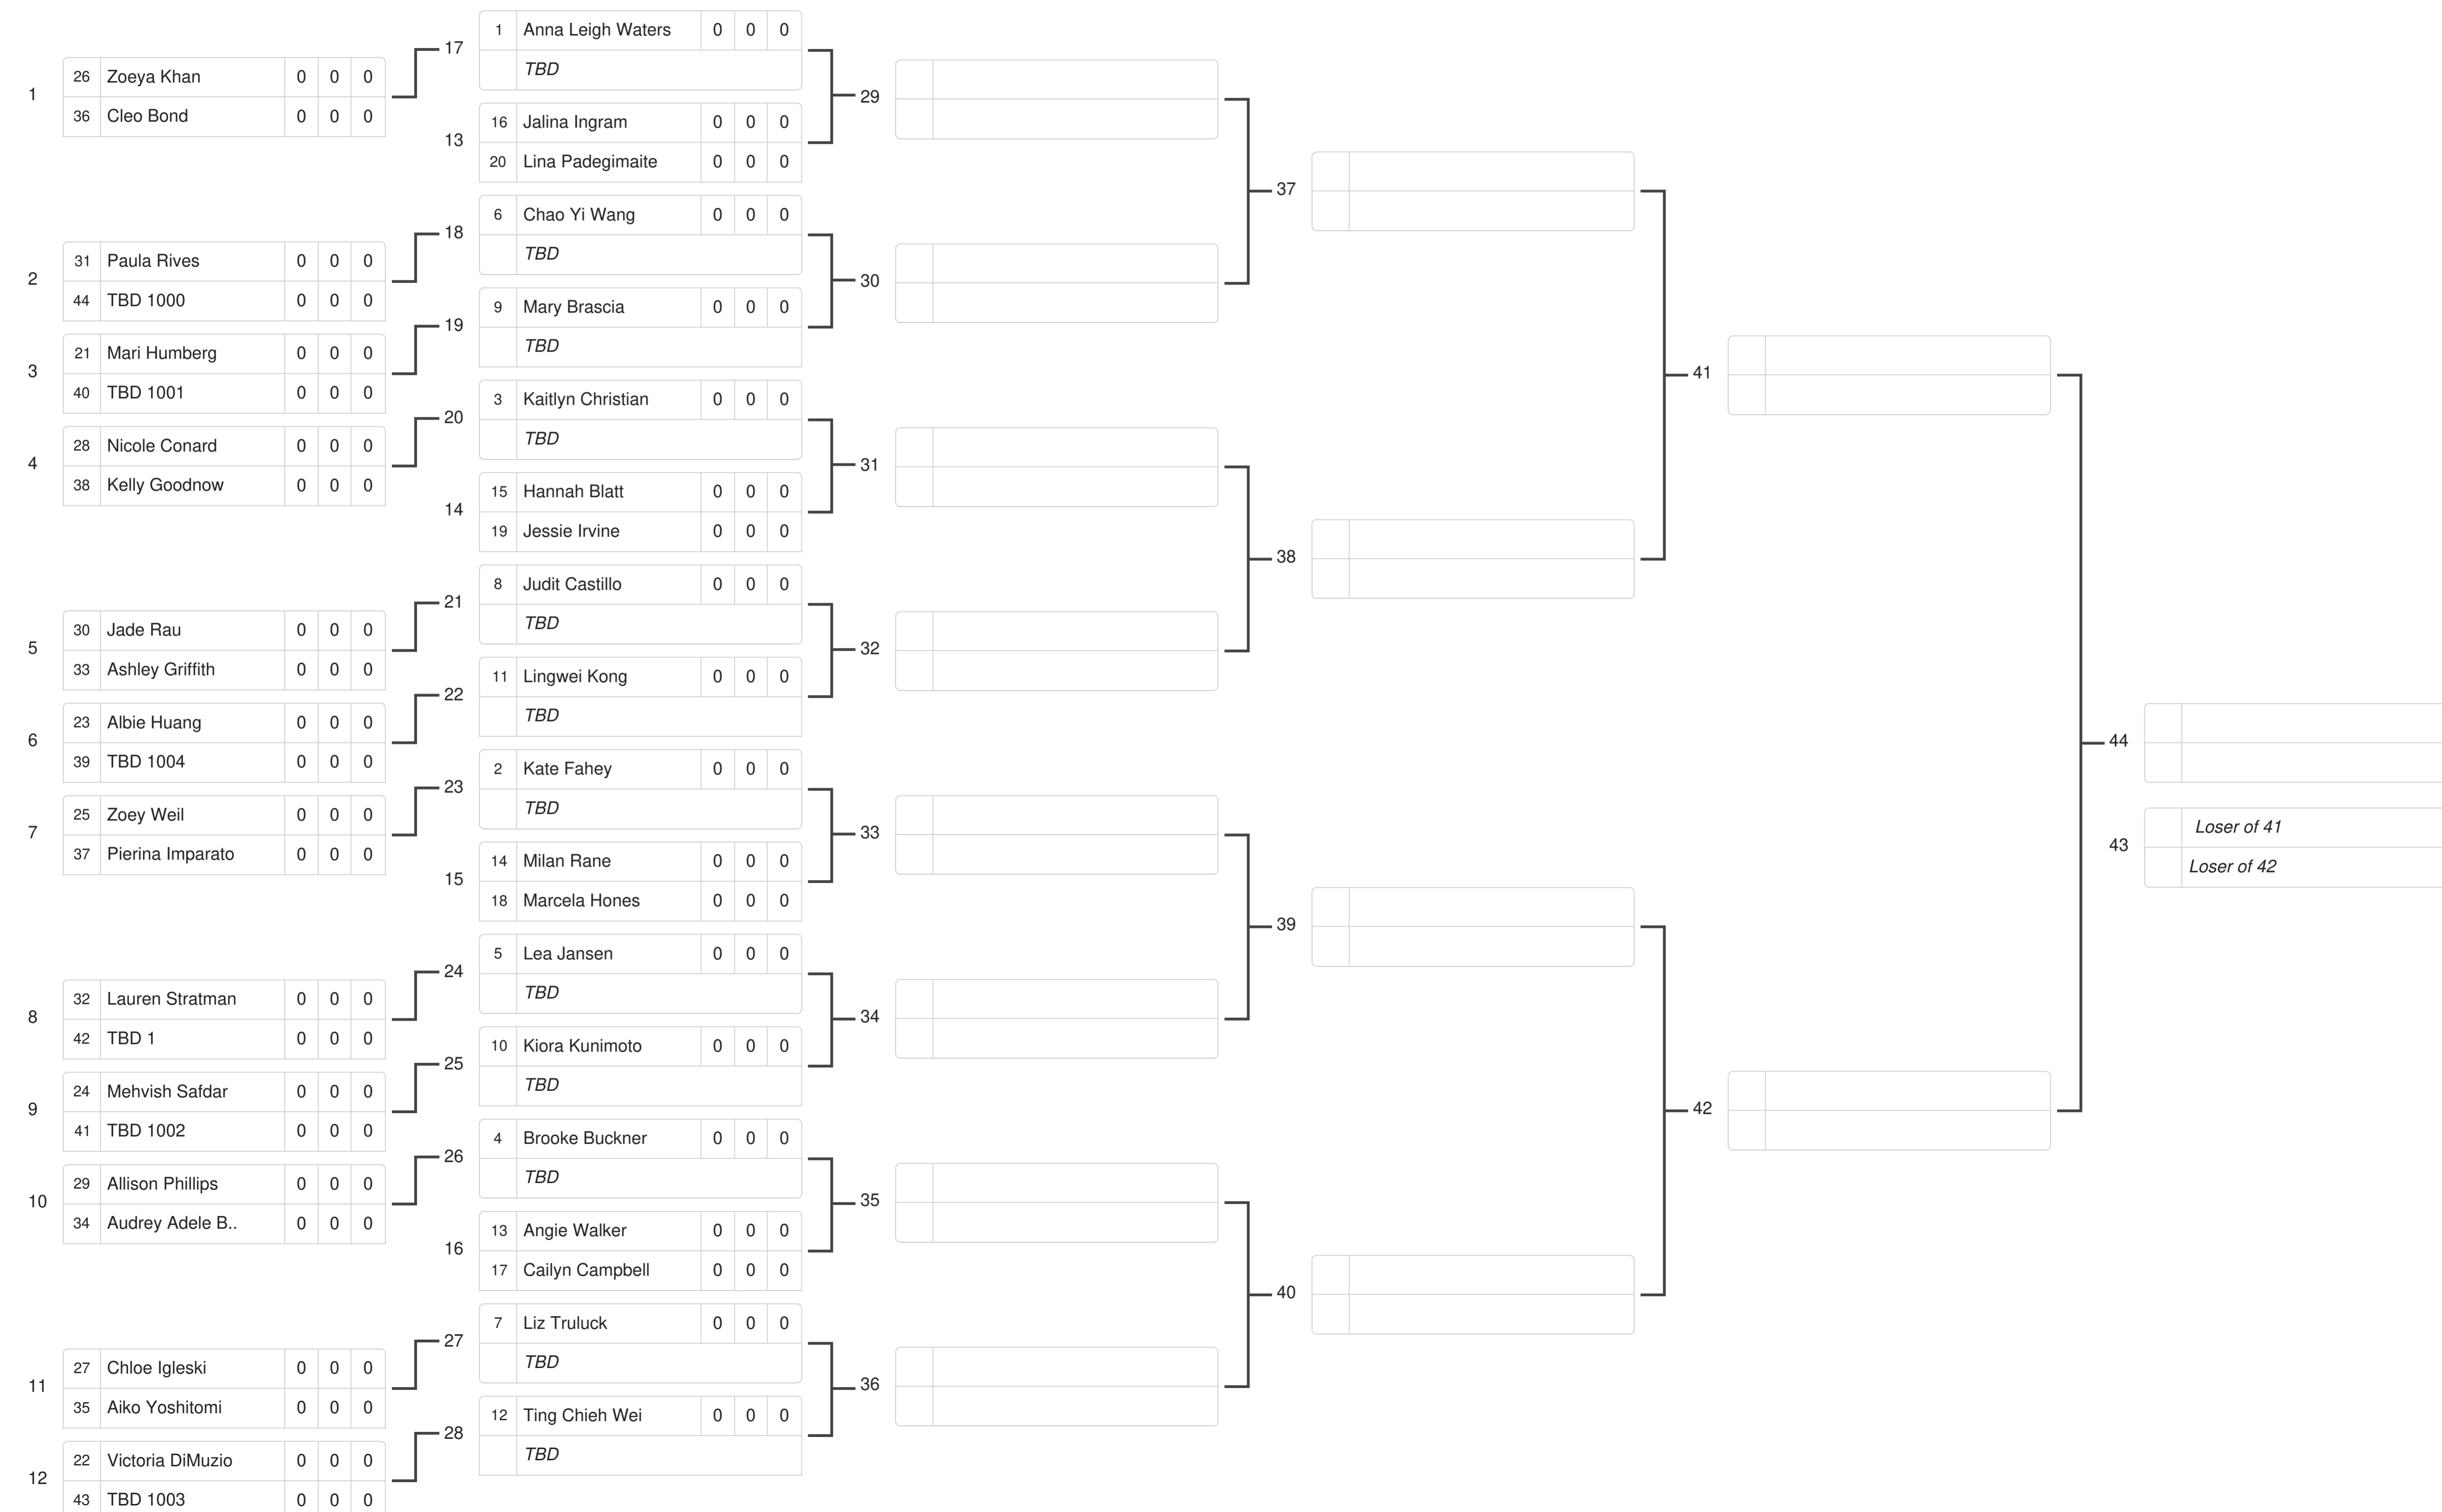 1
26 Zoeya Khan 0 0 0
36 Cleo Bond 0 0 0
2
31 Paula Rives 0 0 0
44 TBD 1000 0 0 0
3
21 Mari Humberg 0 0 0
40 TBD 1001 0 0 0
4
28 Nicole Conard 0 0 0
38 Kelly Goodnow 0 0 0
5
30 Jade Rau 0 0 0
33 Ashley Griffith 0 0 0
6
23 Albie Huang 0 0 0
39 TBD 1004 0 0 0
7
25 Zoey Weil 0 0 0
37 Pierina Imparato 0 0 0
8
32 Lauren Stratman 0 0 0
42 TBD 1 0 0 0
9
24 Mehvish Safdar 0 0 0
41 TBD 1002 0 0 0
10
29 Allison Phillips 0 0 0
34 Audrey Adele B.. 0 0 0
11
27 Chloe Igleski 0 0 0
35 Aiko Yoshitomi 0 0 0
12
22 Victoria DiMuzio 0 0 0
43 TBD 1003 0 0 0
17
1 Anna Leigh Waters 0 0 0
TBD
13
16 Jalina Ingram 0 0 0
20 Lina Padegimaite 0 0 0
18
6 Chao Yi Wang 0 0 0
TBD
19
9 Mary Brascia 0 0 0
TBD
20
3 Kaitlyn Christian 0 0 0
TBD
14
15 Hannah Blatt 0 0 0
19 Jessie Irvine 0 0 0
21
8 Judit Castillo 0 0 0
TBD
22
11 Lingwei Kong 0 0 0
TBD
23
2 Kate Fahey 0 0 0
TBD
15
14 Milan Rane 0 0 0
18 Marcela Hones 0 0 0
24
5 Lea Jansen 0 0 0
TBD
25
10 Kiora Kunimoto 0 0 0
TBD
26
4 Brooke Buckner 0 0 0
TBD
16
13 Angie Walker 0 0 0
17 Cailyn Campbell 0 0 0
27
7 Liz Truluck 0 0 0
TBD
28
12 Ting Chieh Wei 0 0 0
TBD
29
30
31
32
33
34
35
36
37
38
39
40
41
42
44
43
Loser of 41
Loser of 42